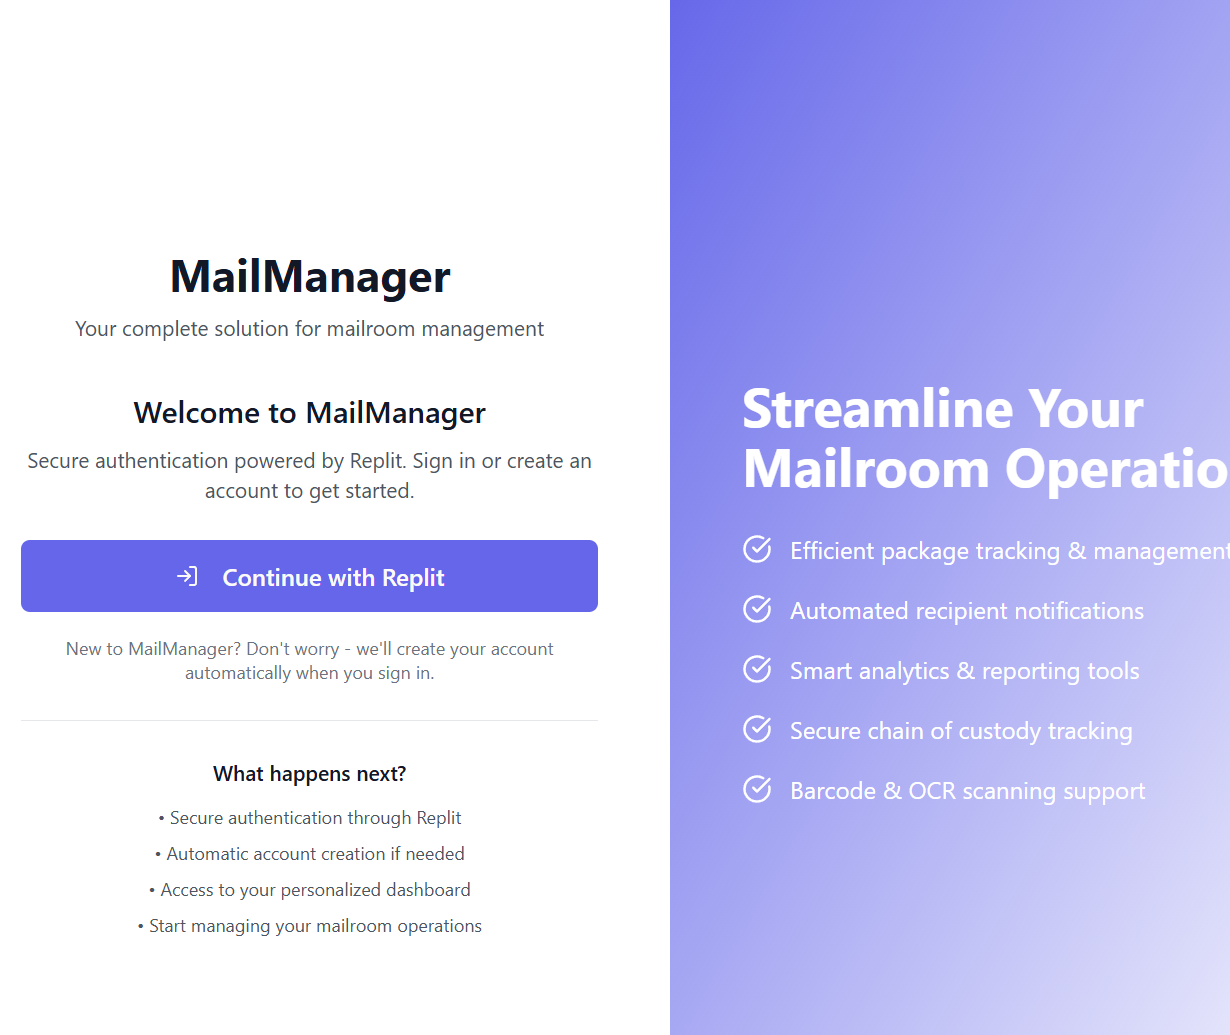 MailManager
Your complete solution for mailroom management
Welcome to MailManager
Secure authentication powered by Replit. Sign in or create an
account to get started.
Continue with Replit
New to MailManager? Don't worry - we'll create your account
automatically when you sign in.
What happens next?
• Secure authentication through Replit
• Automatic account creation if needed
• Access to your personalized dashboard
• Start managing your mailroom operations
Streamline Your
Mailroom Operatio
Efficient package tracking & management
Automated recipient notifications
Smart analytics & reporting tools
Secure chain of custody tracking
Barcode & OCR scanning support